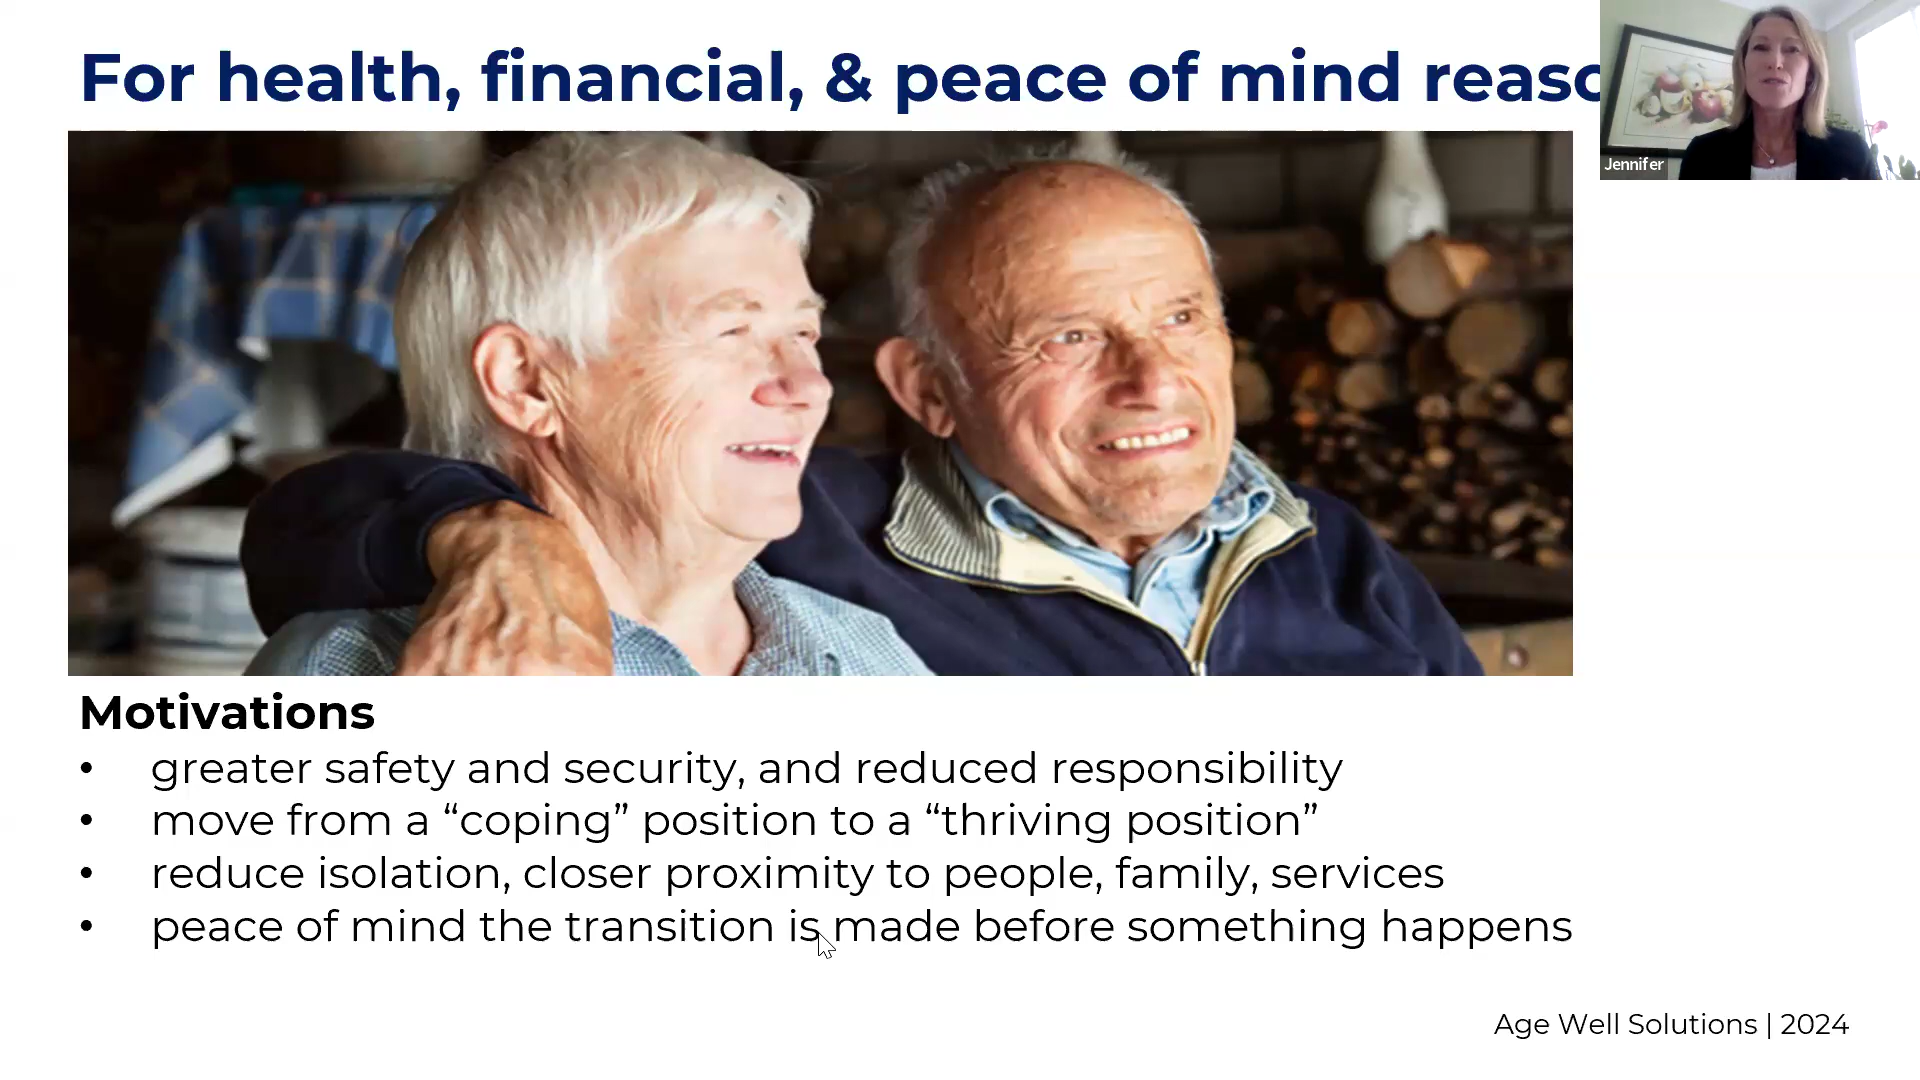 For health, financial, & peace of mind reaso
Jennifer
Motivations
• greater safety and security, and reduced responsibility
• move from a “coping” position to a “thriving position”
• reduce isolation, closer proximity to people, family, services
• peace of mind the transition is made before something happens
Age Well Solutions | 2024